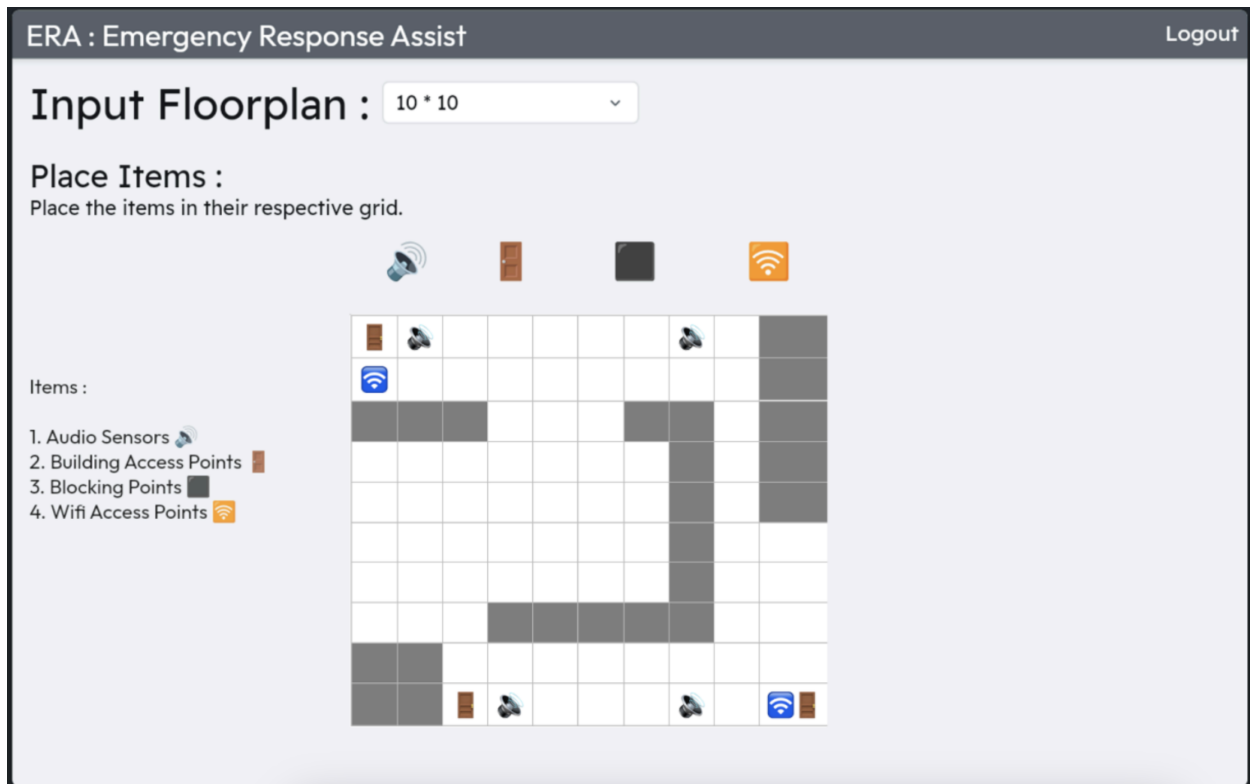 ERA : Emergency Response Assist
Logout
Input Floorplan :
10 * 10
Place Items :
Place the items in their respective grid.
Items :
1. Audio Sensors
2. Building Access Points
3. Blocking Points
4. Wifi Access Points